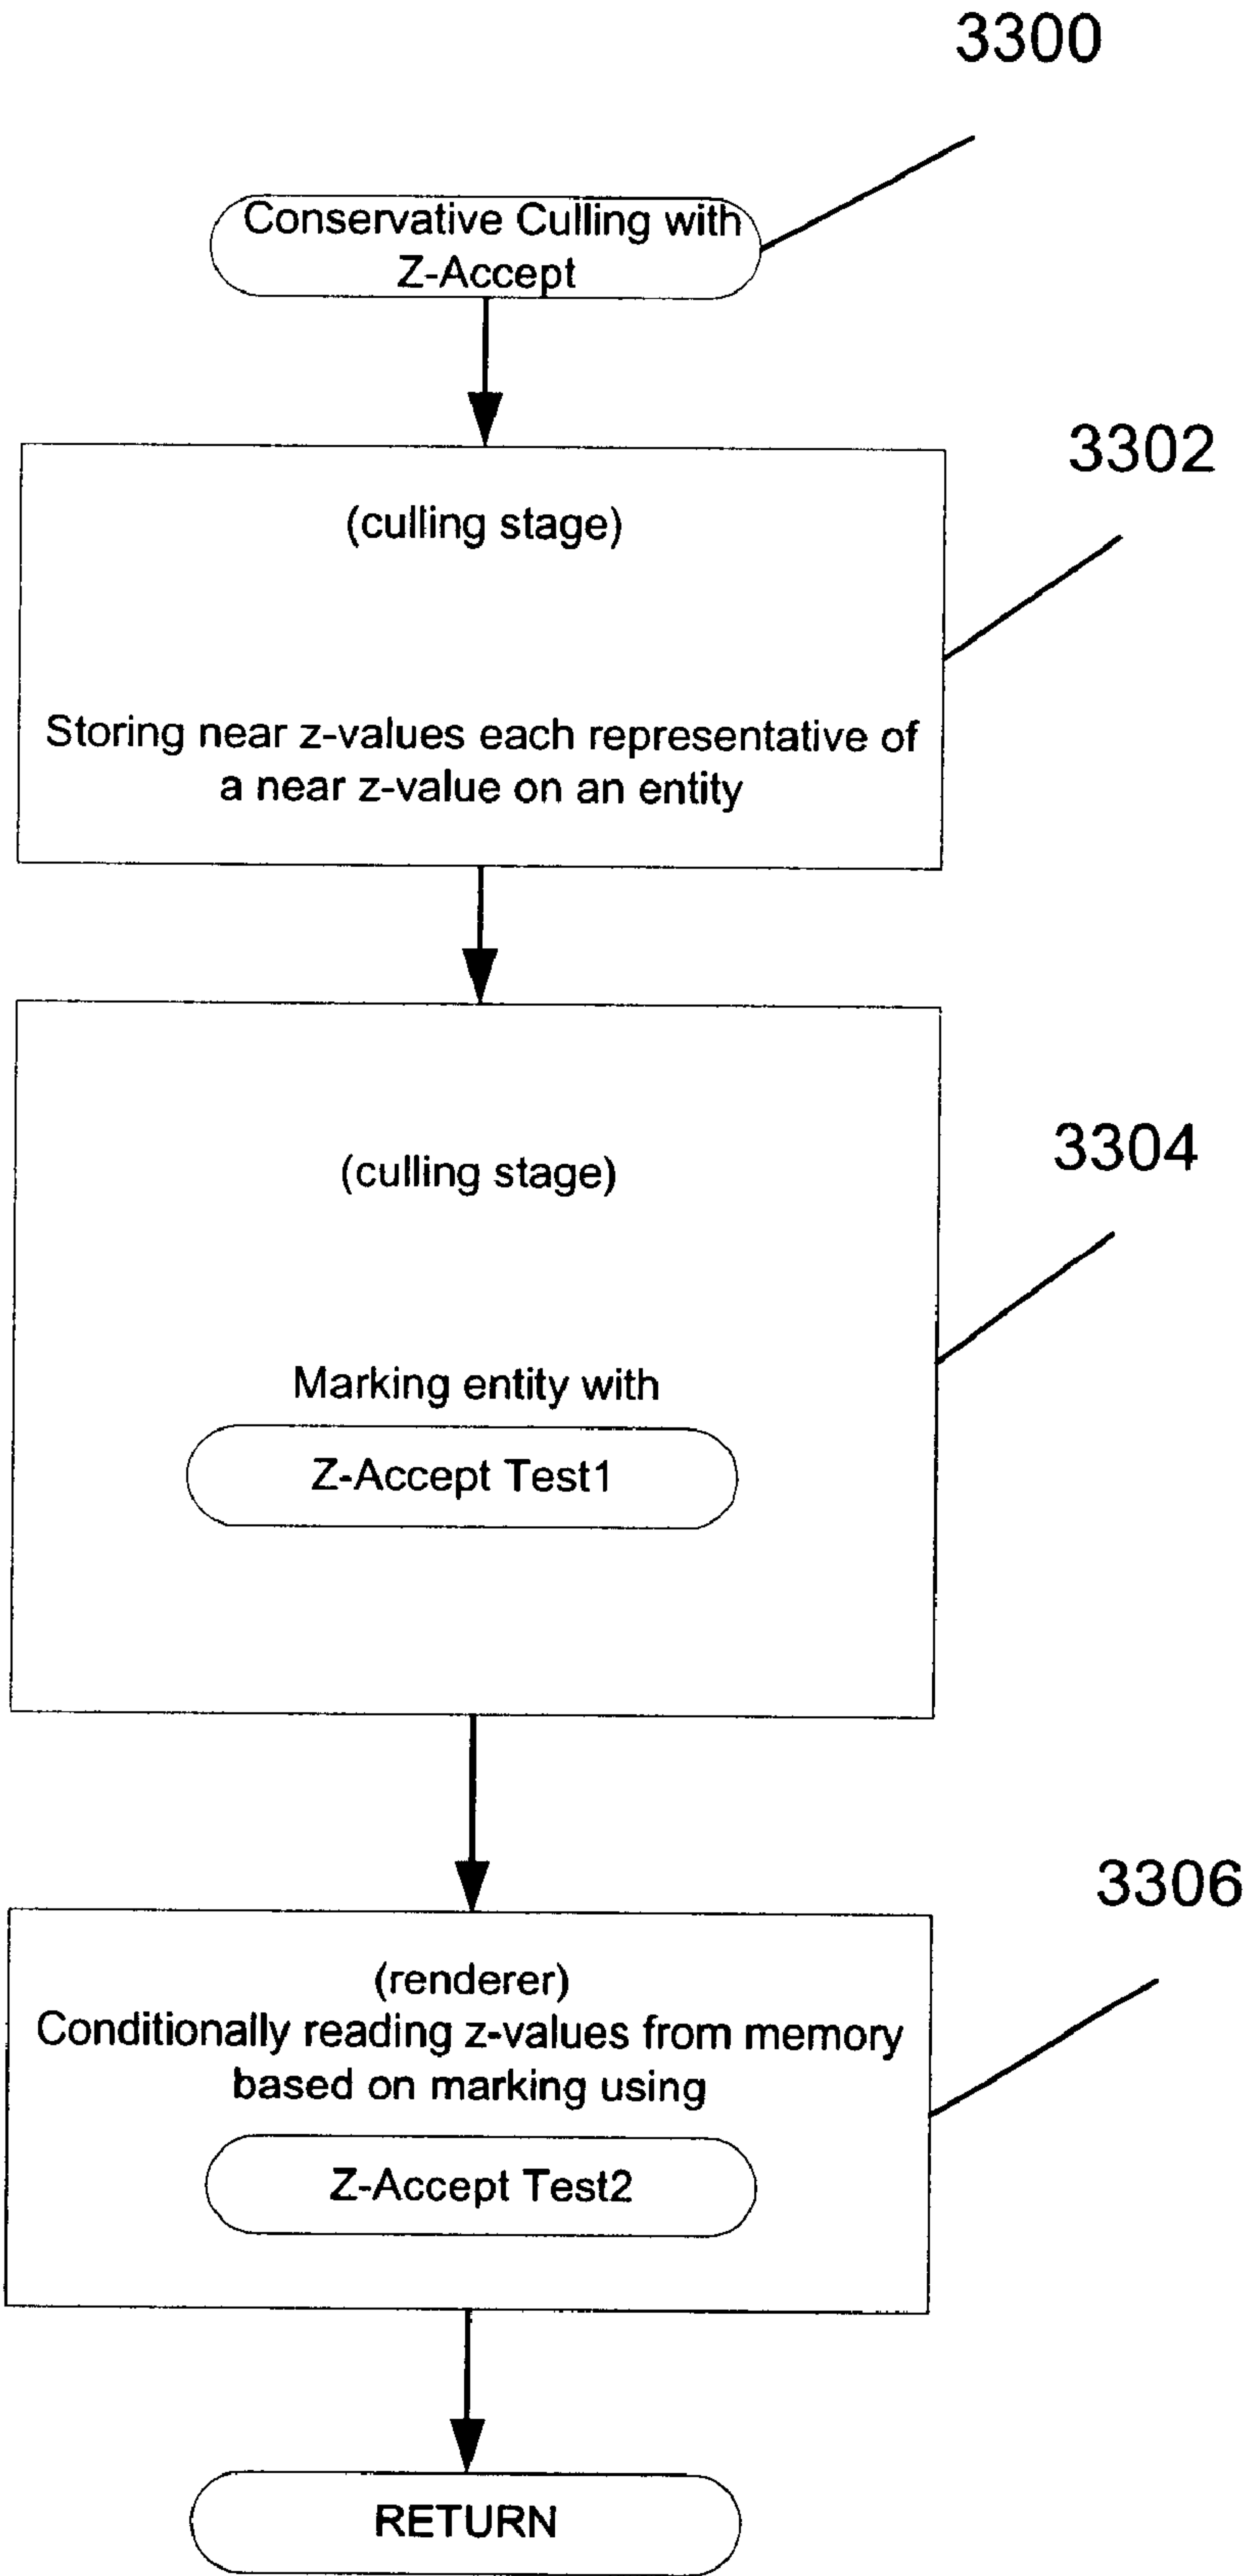 3300
Conservative Culling with
Z-Accept
3302
(culling stage)
Storing near z-values each representative of
a near z-value on an entity
3304
(culling stage)
Marking entity with
Z-Accept Test1
3306
(renderer)
Conditionally reading z-values from memory
based on marking using
Z-Accept Test2
RETURN